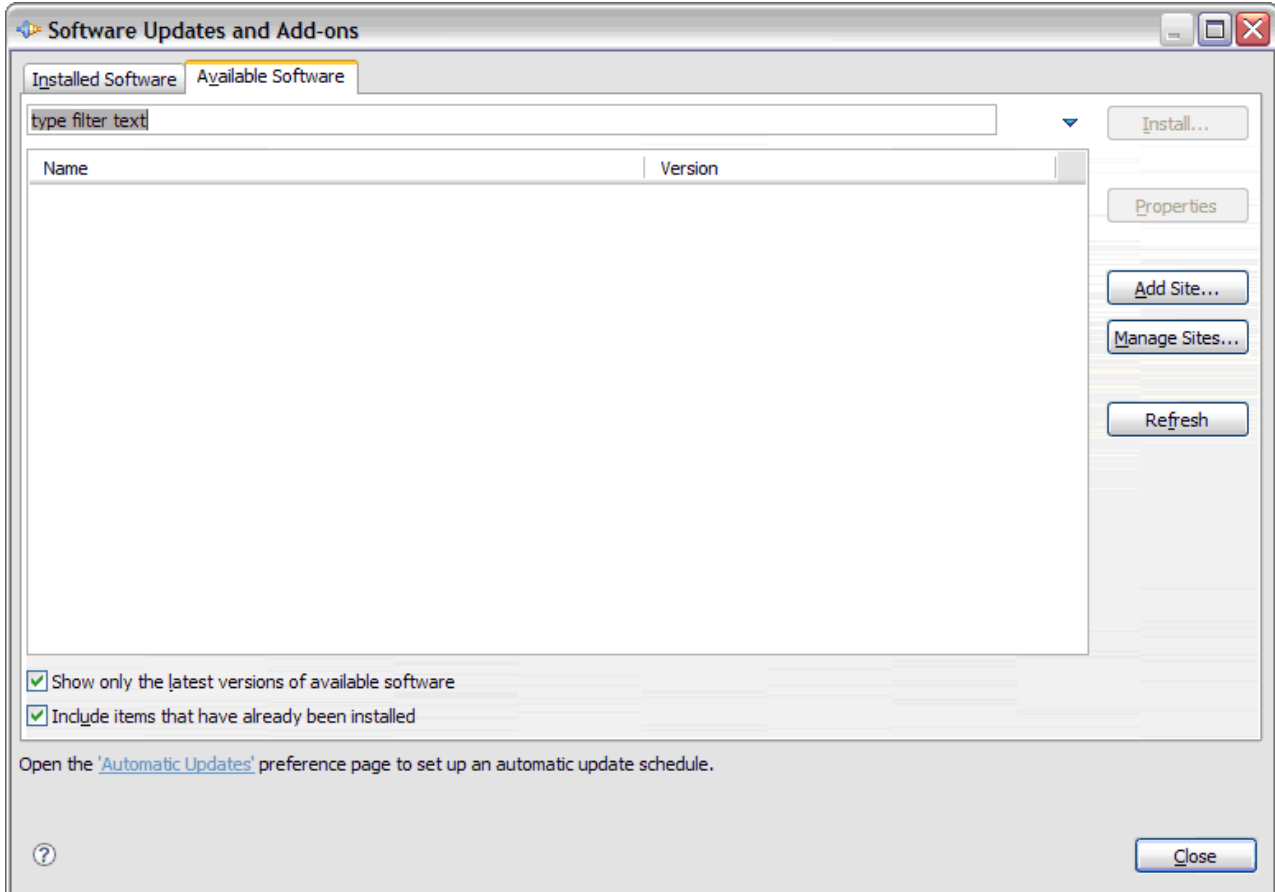 Software Updates and Add-ons
Installed Software Available Software
type filter text Install...
Name Version
Properties
Add Site...
Manage Sites...
Refresh
Show only the latest versions of available software
Include items that have already been installed
Open the 'Automatic Updates' preference page to set up an automatic update schedule.
? Close